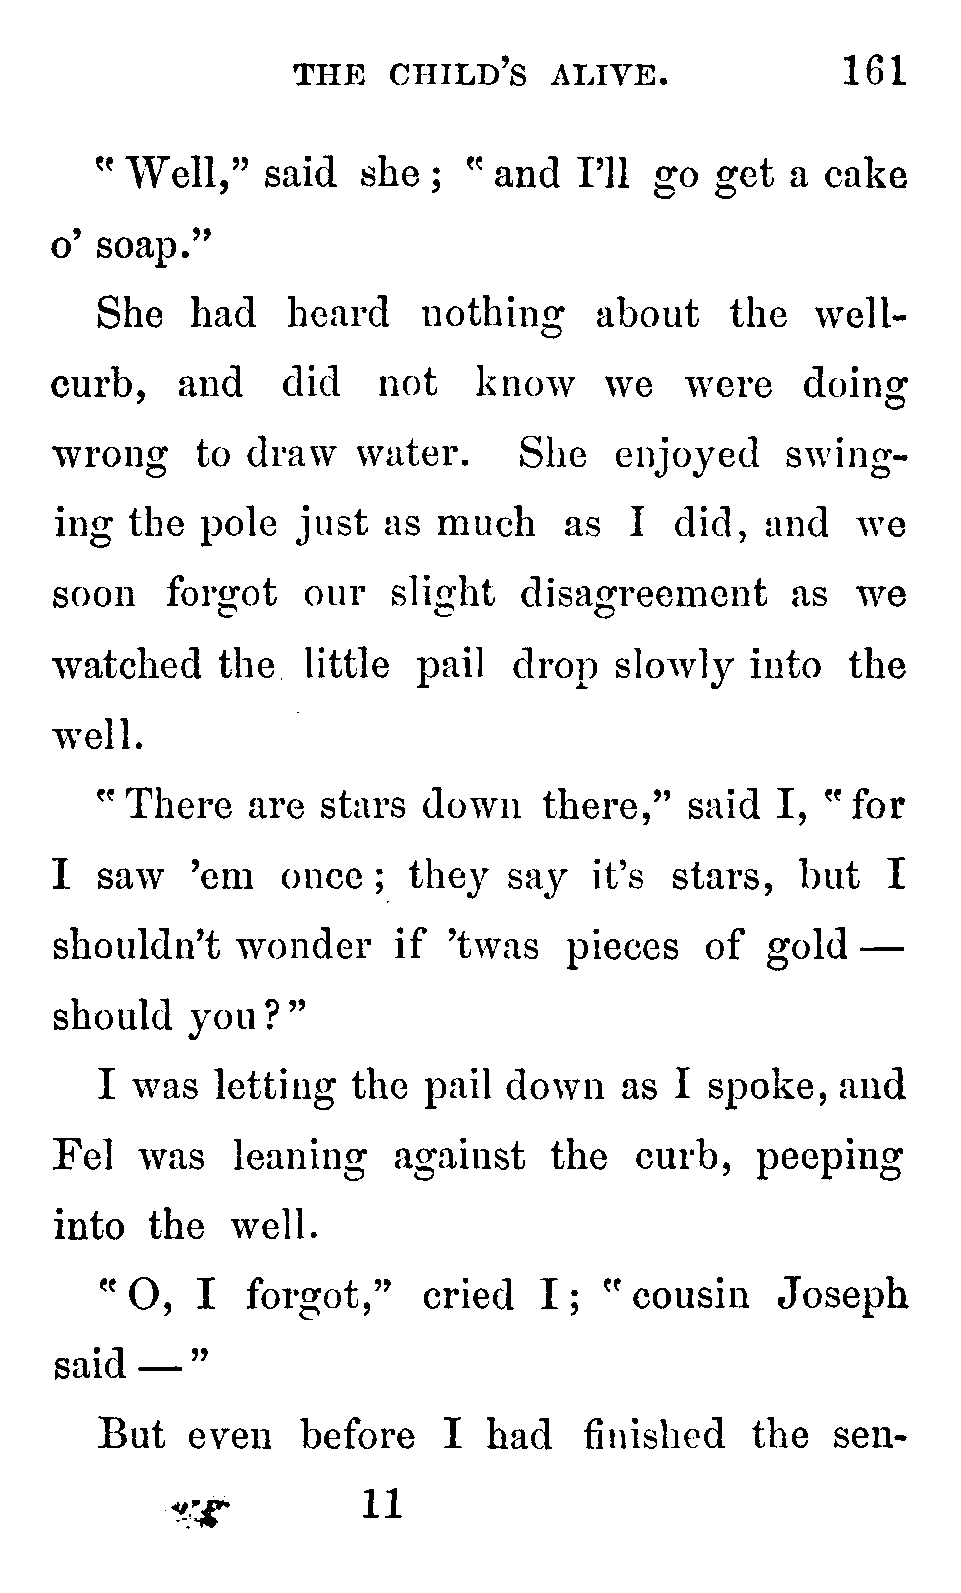 THE CHILD'S ALIVE. 161
"Well," said she; "and I'll go get a cake
o' soap."
She had heard nothing about the well-
curb, and did not know we were doing
wrong to draw water. She enjoyed swing-
ing the pole just as much as I did, and we
soon forgot our slight disagreement as we
watched the little pail drop slowly into the
well.
"There are stars down there," said I, "for
I saw 'em once; they say it's stars, but I
shouldn't wonder if 'twas pieces of gold —
should you?"
I was letting the pail down as I spoke, and
Fel was leaning against the curb, peeping
into the well.
"O, I forgot," cried I; "cousin Joseph
said — "
But even before I had finished the sen-
11